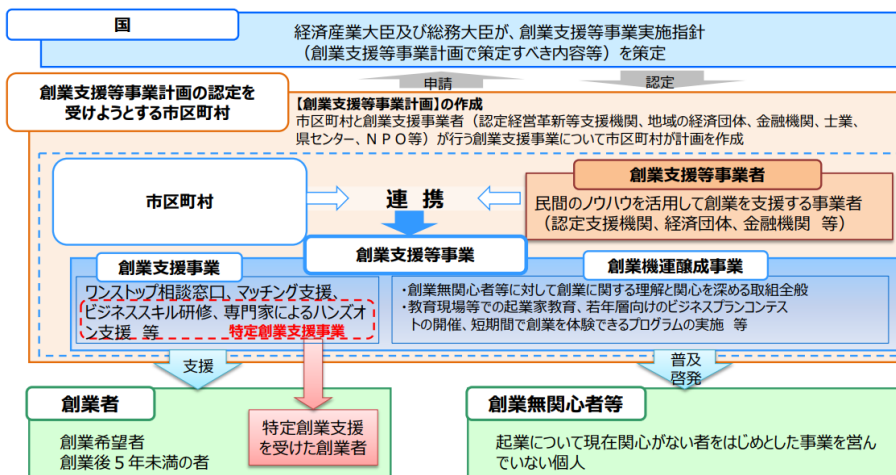 国
経済産業大臣及び総務大臣が、創業支援等事業実施指針
（創業支援等事業計画で策定すべき内容等）を策定
申請
認定
創業支援等事業計画の認定を
受けようとする市区町村
【創業支援等事業計画】の作成
市区町村と創業支援事業者（認定経営革新等支援機関、地域の経済団体、金融機関、士業、
県センター、ＮＰＯ等）が行う創業支援事業について市区町村が計画を作成
市区町村
連携
創業支援等事業者
民間のノウハウを活用して創業を支援する事業者
（認定支援機関、経済団体、金融機関 等）
創業支援等事業
創業支援事業
ワンストップ相談窓口、マッチング支援、
ビジネススキル研修、専門家によるハンズオ
ン支援 等
特定創業支援事業
創業機運醸成事業
・創業無関心者等に対して創業に関する理解と関心を深める取組全般
・教育現場等での起業家教育、若年層向けのビジネスプランコンテス
トの開催、短期間で創業を体験できるプログラムの実施 等
支援
普及
啓発
創業者
創業希望者
創業後５年未満の者
特定創業支援
を受けた創業者
創業無関心者等
起業について現在関心がない者をはじめとした事業を営ん
でいない個人